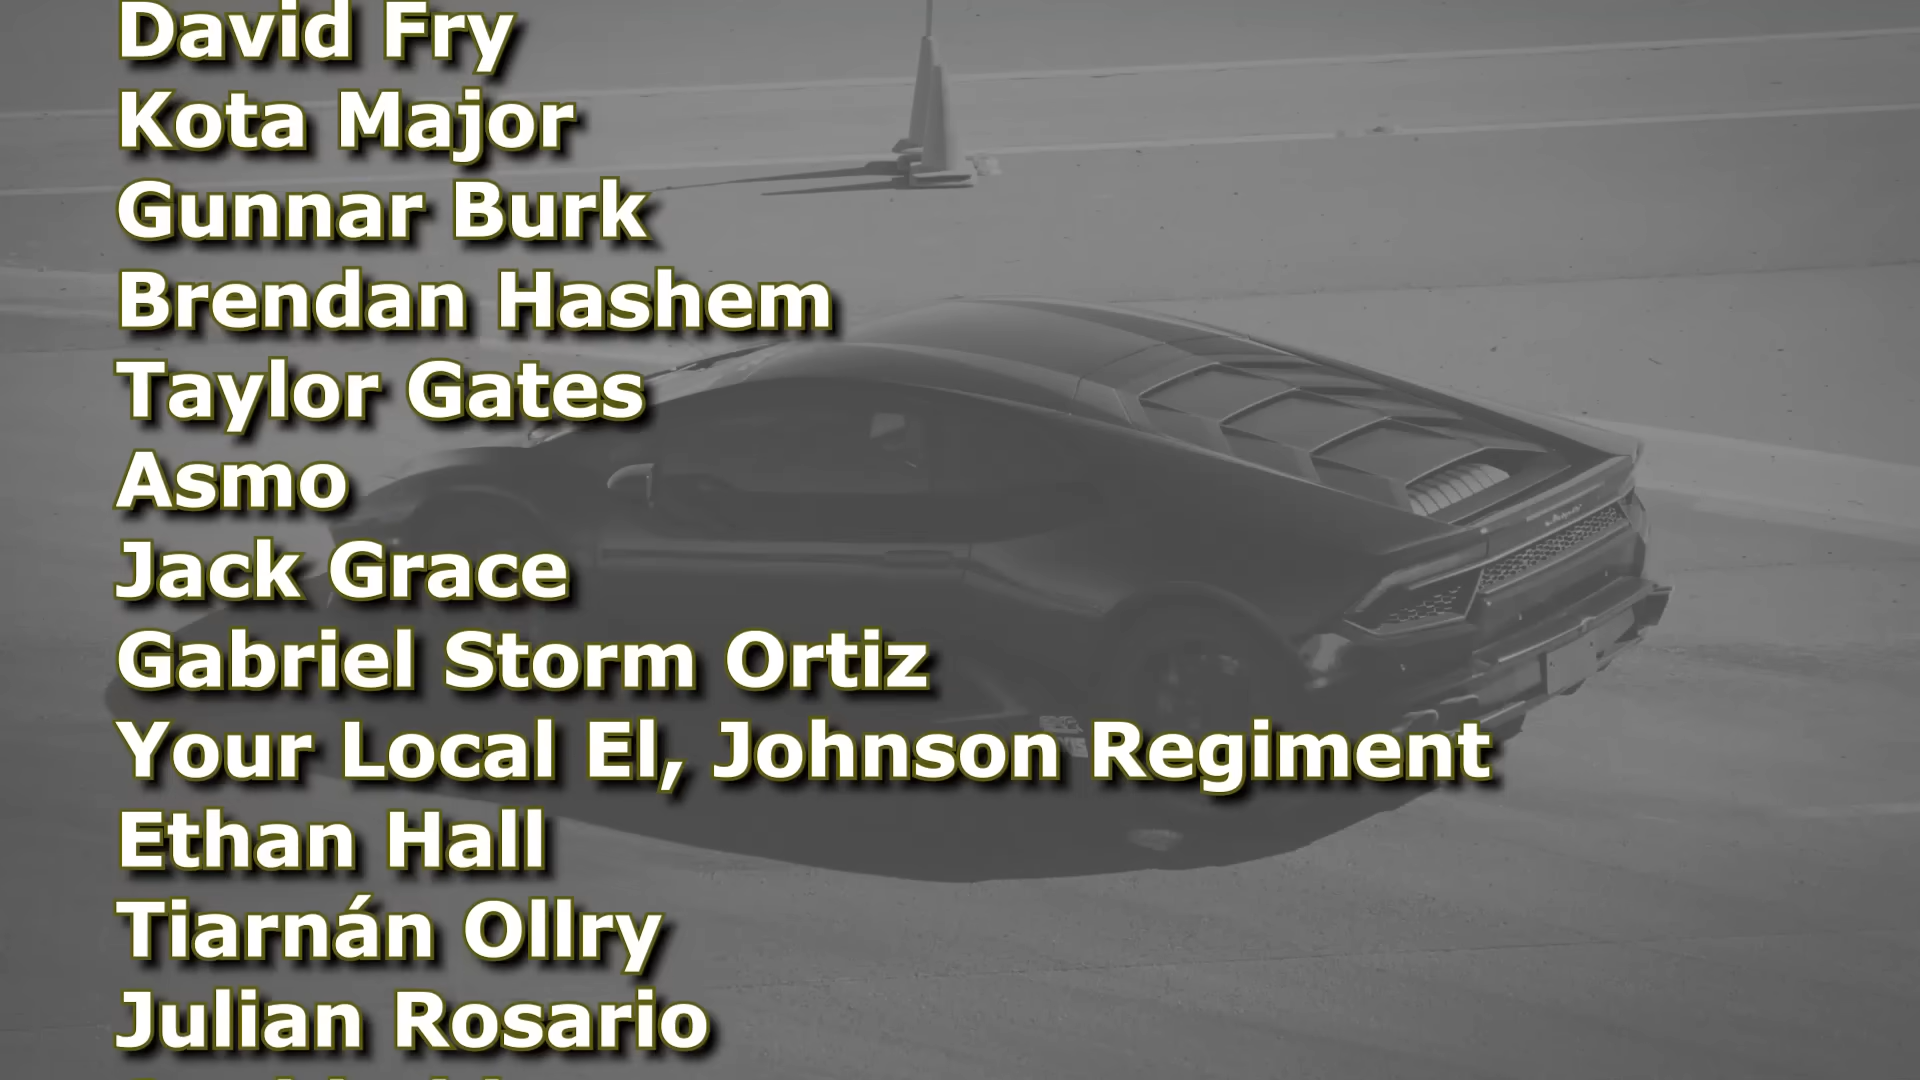 David Fry
Kota Major
Gunnar Burk
Brendan Hashem
Taylor Gates
Asmo
Jack Grace
Gabriel Storm Ortiz
Your Local El, Johnson Regiment
Ethan Hall
Tiarnán Ollry
Julian Rosario